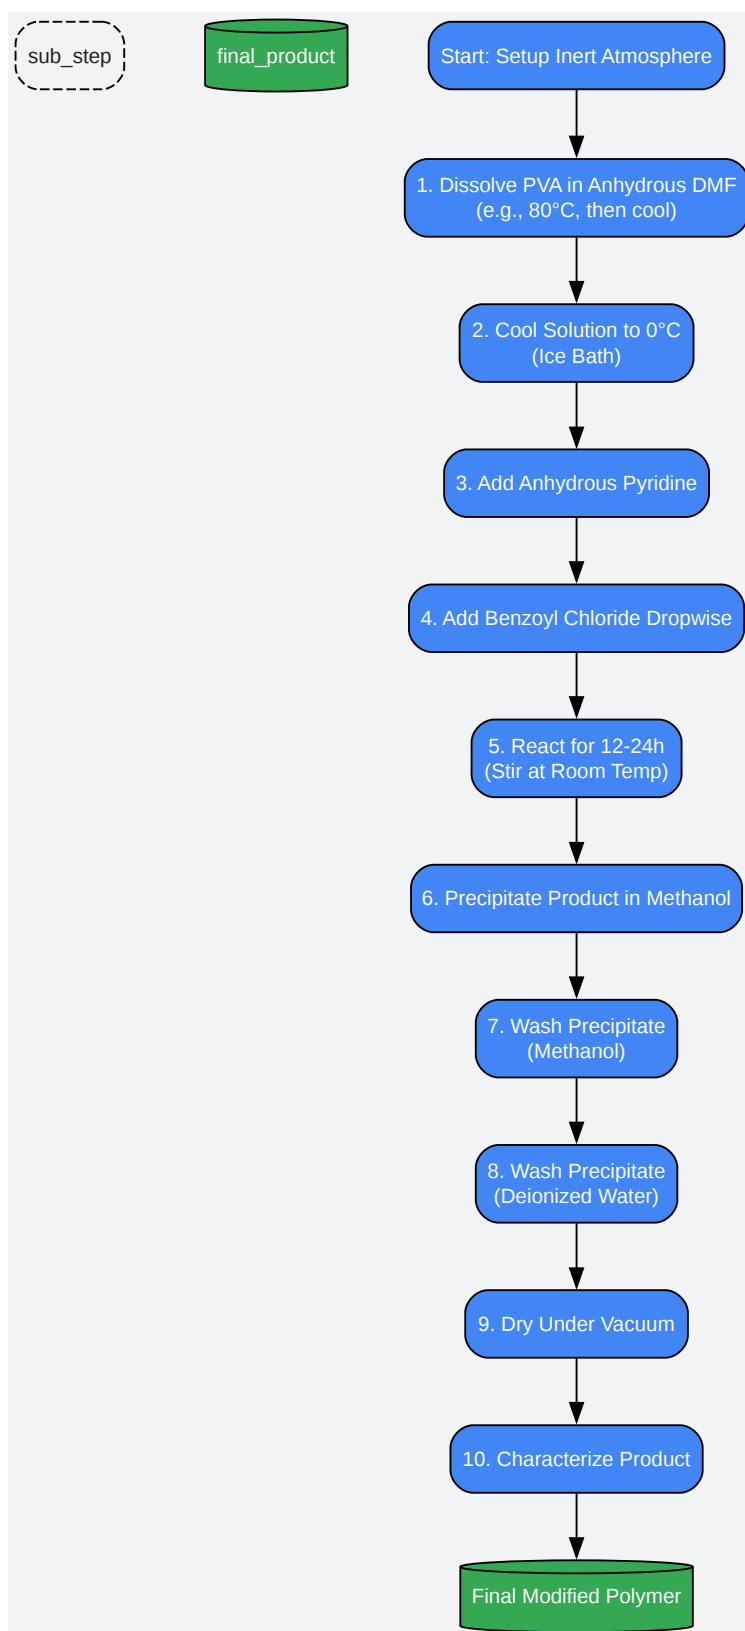 sub_step
final_product
Start: Setup Inert Atmosphere
1. Dissolve PVA in Anhydrous DMF
(e.g., 80°C, then cool)
2. Cool Solution to 0°C
(Ice Bath)
3. Add Anhydrous Pyridine
4. Add Benzoyl Chloride Dropwise
5. React for 12-24h
(Stir at Room Temp)
6. Precipitate Product in Methanol
7. Wash Precipitate
(Methanol)
8. Wash Precipitate
(Deionized Water)
9. Dry Under Vacuum
10. Characterize Product
Final Modified Polymer